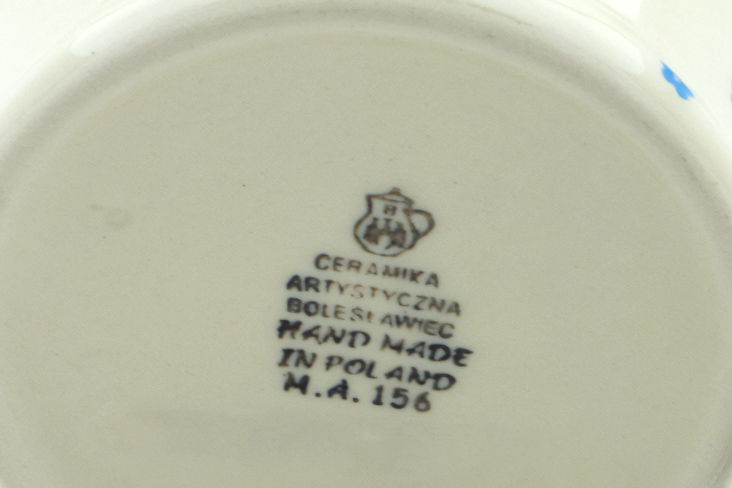 CERAMIKA
ARTYSTYCZNA
BOLESŁAWIEC
HAND MADE
IN POLAND
M.A. 156